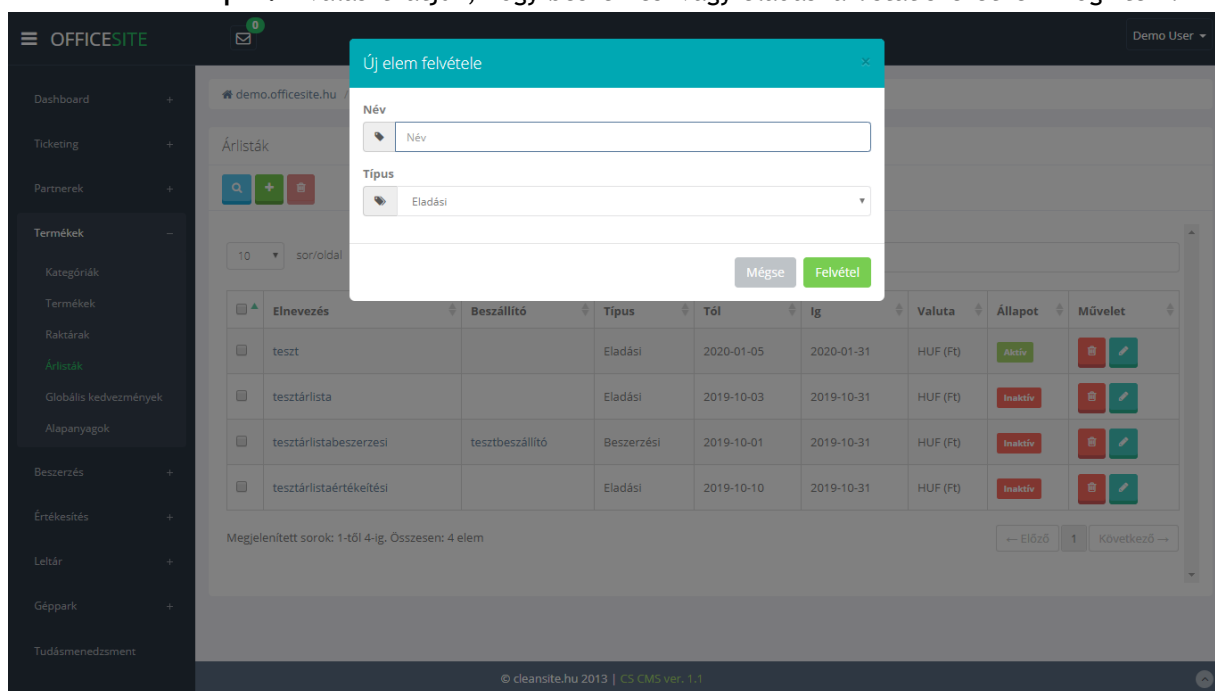 OFFICESITE
0
Demo User
Dashboard
Ticketing
Partnerek
Termékek
Kategóriák
Termékek
Raktárak
Árlisták
Globális kedvezmények
Alapanyagok
Beszerzés
Értékesítés
Leltár
Géppark
Tudásmenedzsment
demo.officesite.hu /
Árlisták
Új elem felvétele ×
Név
Név
Típus
Eladási
Mégse Felvétel
10 sor/oldal
Elnevezés Beszállító Típus Tól Ig Valuta Állapot Művelet
teszt Eladási 2020-01-05 2020-01-31 HUF (Ft) Aktív
tesztárlista Eladási 2019-10-03 2019-10-31 HUF (Ft) Inaktív
tesztárlistabeszerzesi tesztbeszállító Beszerzési 2019-10-01 2019-10-31 HUF (Ft) Inaktív
tesztárlistaértékeítési Eladási 2019-10-10 2019-10-31 HUF (Ft) Inaktív
Megjelenített sorok: 1-től 4-ig. Összesen: 4 elem
← Előző 1 Következő →
© cleansite.hu 2013 | CS CMS ver. 1.1